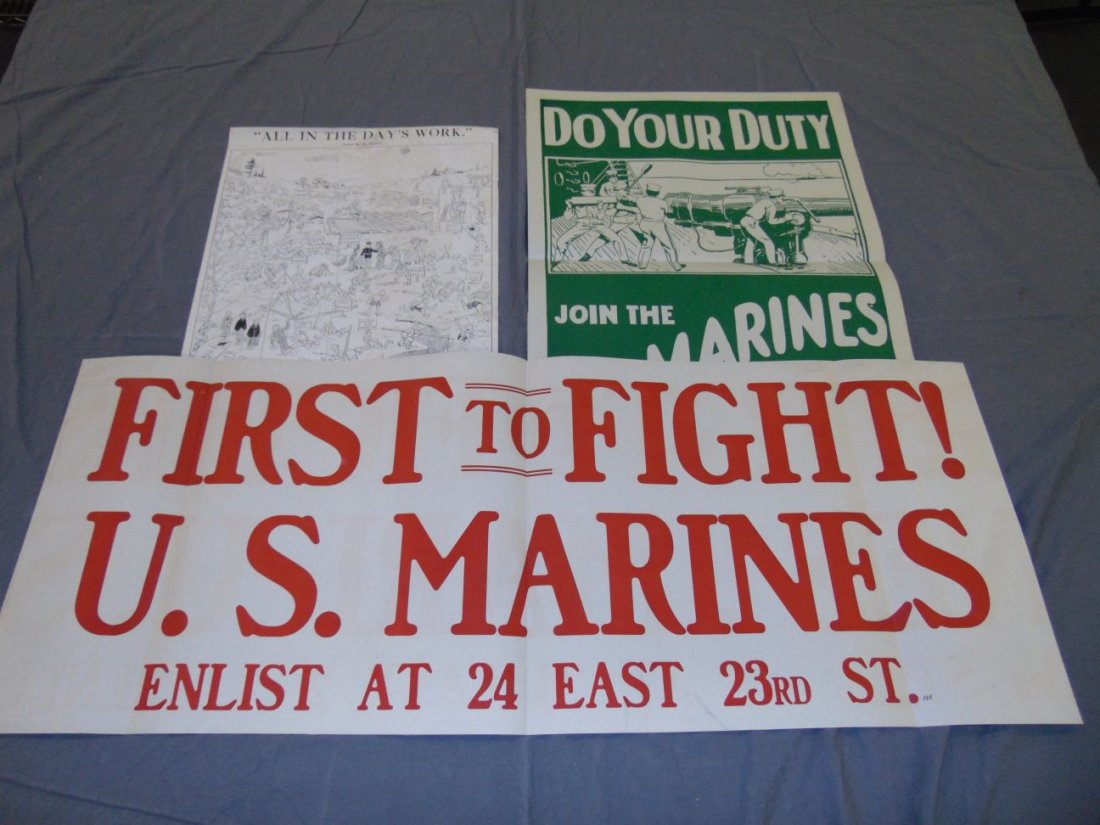 "ALL IN THE DAY'S WORK."
DO YOUR DUTY
JOIN THE
MARINES
FIRST TO FIGHT!
U. S. MARINES
ENLIST AT 24 EAST 23RD ST.